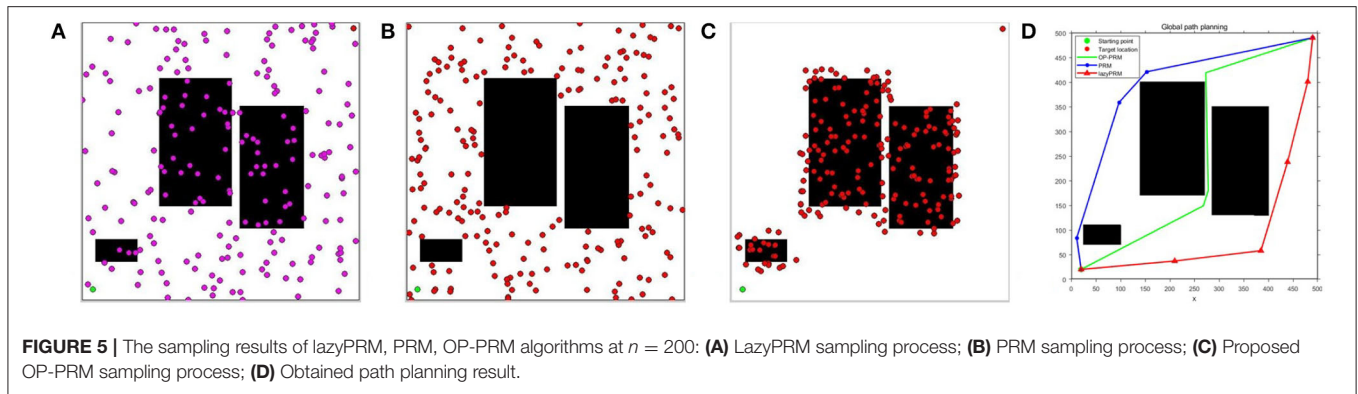 A
B
C
D
Global path planning
Starting point
Target location
OP-PRM
PRM
lazyPRM
500
450
400
350
300
250
200
150
100
50
0
0 50 100 150 200 250 300 350 400 450 500
x
FIGURE 5 | The sampling results of lazyPRM, PRM, OP-PRM algorithms at n = 200: (A) LazyPRM sampling process; (B) PRM sampling process; (C) Proposed
OP-PRM sampling process; (D) Obtained path planning result.